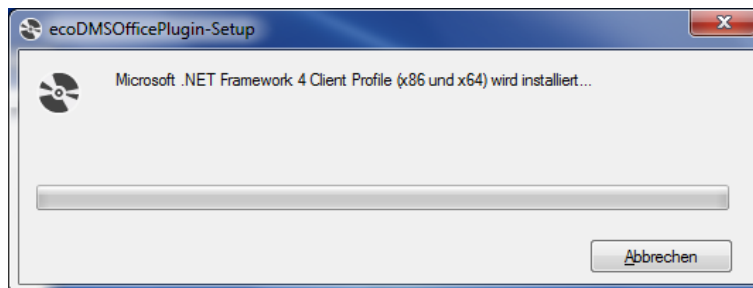 ecoDMSOfficePlugin-Setup
Microsoft .NET Framework 4 Client Profile (x86 und x64) wird installiert...
Abbrechen